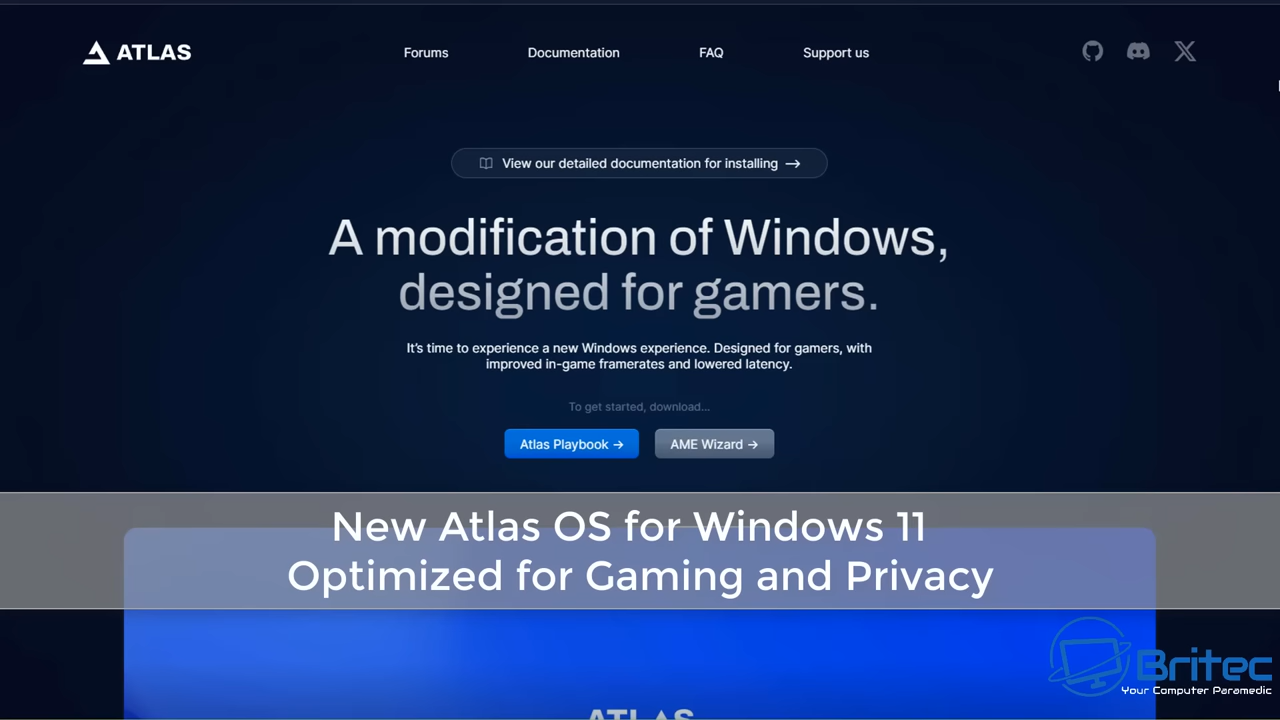 ATLAS
Forums
Documentation
FAQ
Support us
View our detailed documentation for installing →
A modification of Windows,
designed for gamers.
It's time to experience a new Windows experience. Designed for gamers, with
improved in-game framerates and lowered latency.
To get started, download...
Atlas Playbook →
AME Wizard →
New Atlas OS for Windows 11
Optimized for Gaming and Privacy
Britec
Your Computer Paramedic
ATLAS